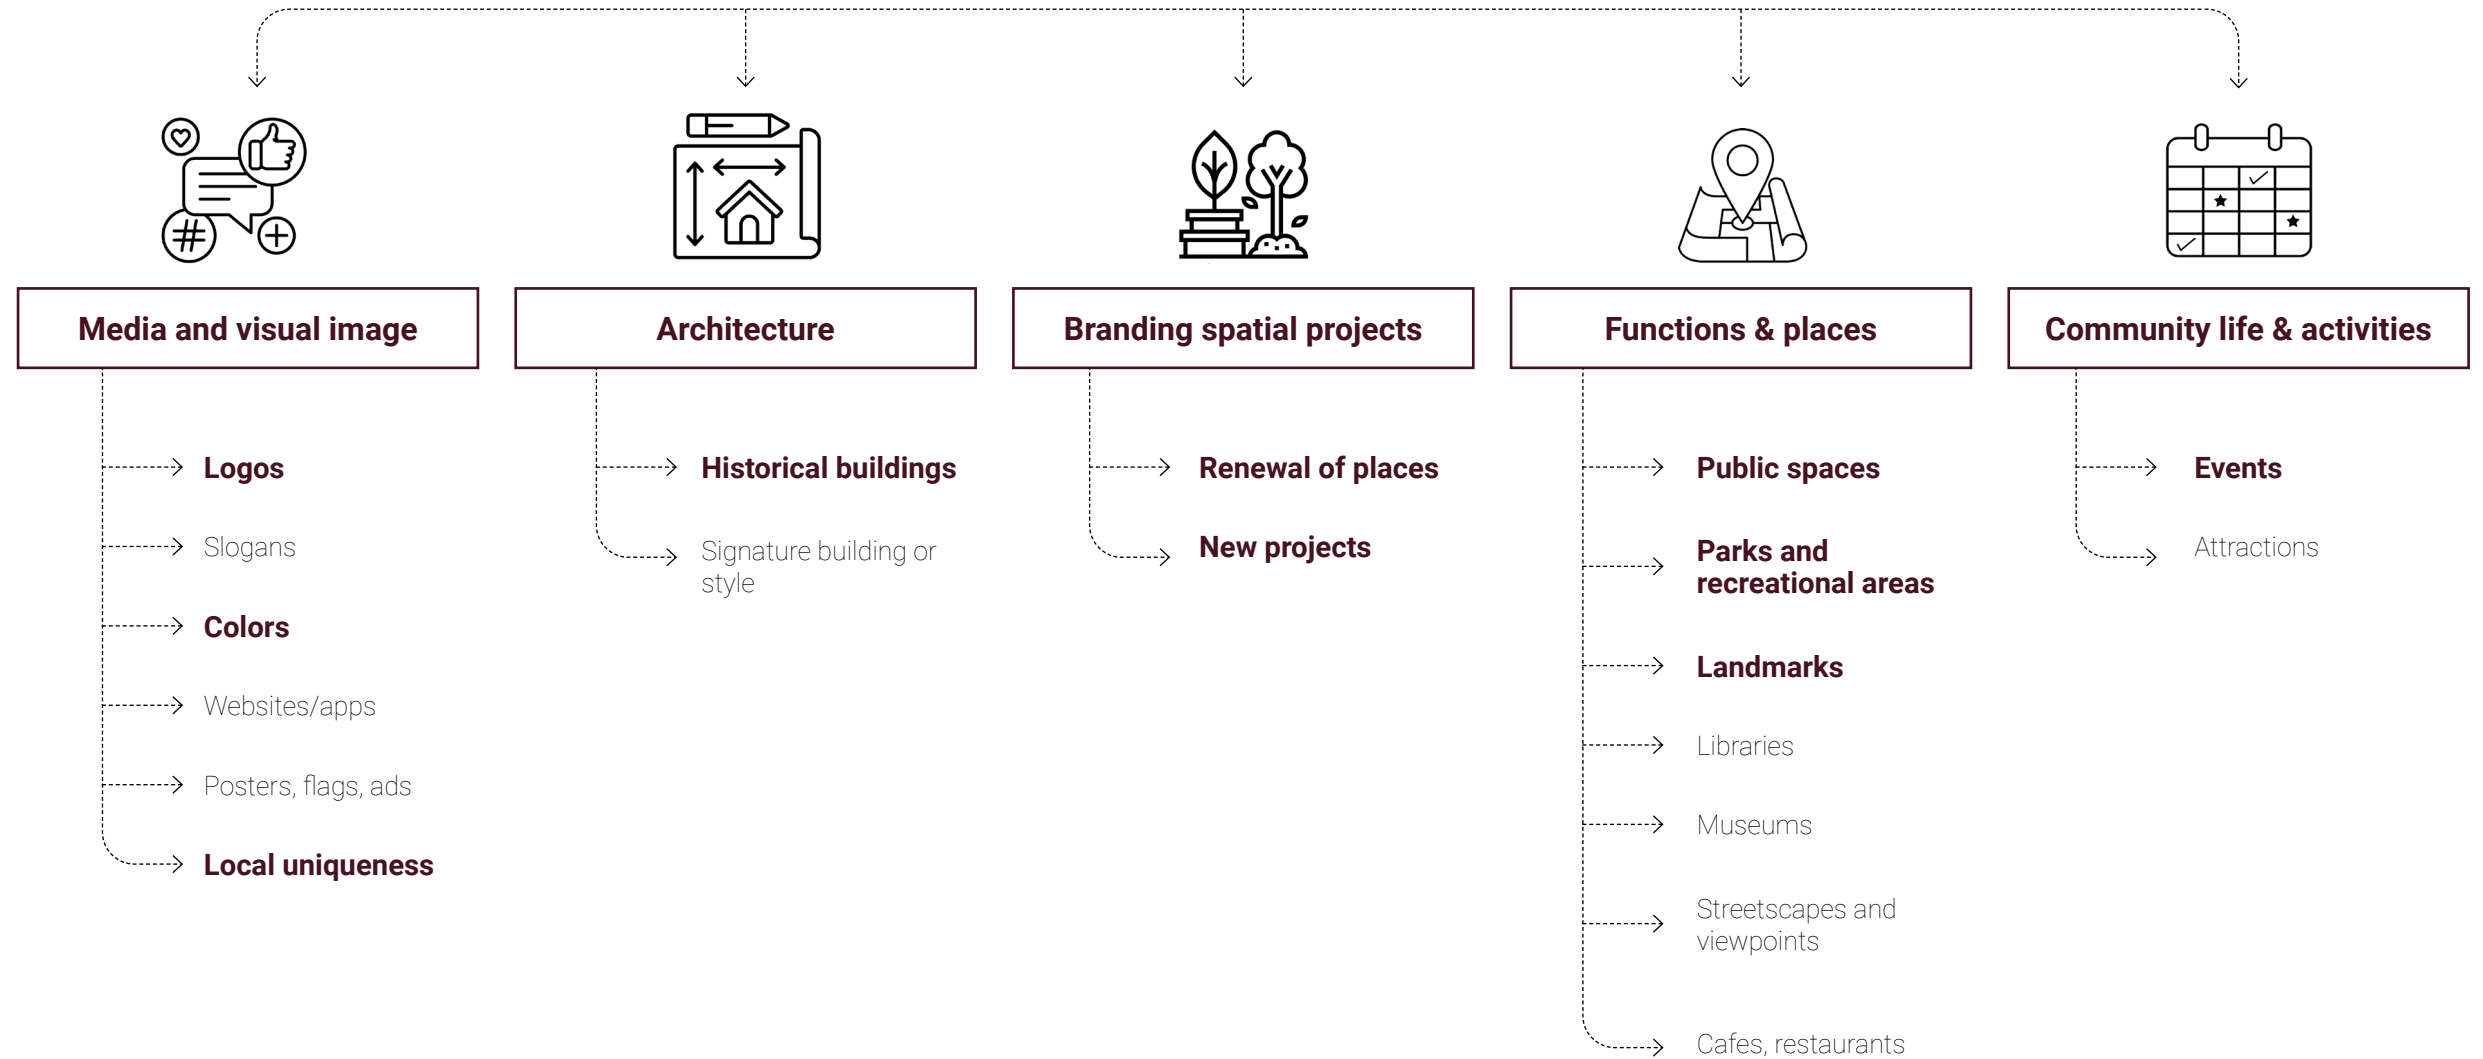 Media and visual image
Logos
Slogans
Colors
Websites/apps
Posters, flags, ads
Local uniqueness
Architecture
Historical buildings
Signature building or
style
Branding spatial projects
Renewal of places
New projects
Functions & places
Public spaces
Parks and
recreational areas
Landmarks
Libraries
Museums
Streetscapes and
viewpoints
Cafes, restaurants
Community life & activities
Events
Attractions